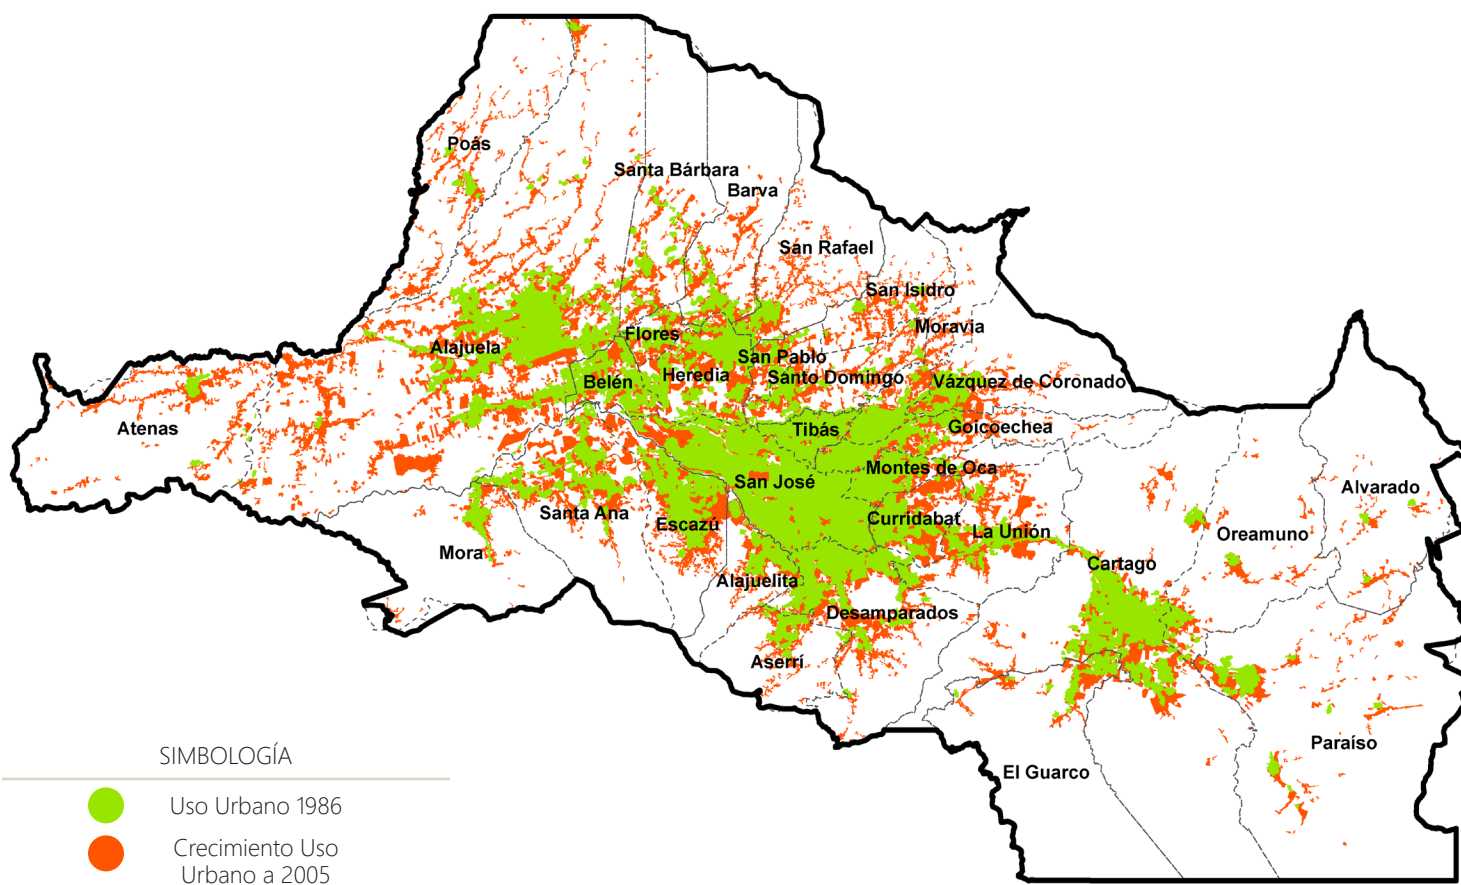 Poás
Santa Bárbara
Barva
San Rafael
San Isidro
Moravia
Flores
Alajuela
San Pablo
Heredia
Santo Domingo
Belén
Vázquez de Coronado
Atenas
Tibás
Goicoechea
Montes de Oca
San José
Alvarado
Santa Ana
Escazú
Curridabat
La Unión
Oreamuno
Mora
Cartago
Alajuelita
Desamparados
Aserrí
Paraíso
El Guarco
SIMBOLOGÍA
Uso Urbano 1986
Crecimiento Uso
Urbano a 2005